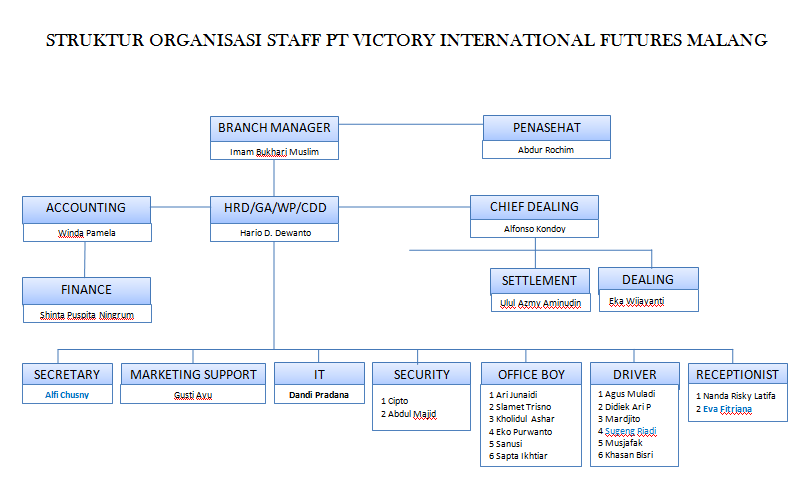 STRUKTUR ORGANISASI STAFF PT VICTORY INTERNATIONAL FUTURES MALANG
BRANCH MANAGER
Imam Bukhari Muslim
PENASEHAT
Abdur Rochim
ACCOUNTING
Winda Pamela
HRD/GA/WP/CDD
Hario D. Dewanto
CHIEF DEALING
Alfonso Kondoy
FINANCE
Shinta Puspita Ningrum
SETTLEMENT
Ulul Azmy Aminudin
DEALING
Eka Wijayanti
SECRETARY
Alfi Chusny
MARKETING SUPPORT
Gusti Ayu
IT
Dandi Pradana
SECURITY
1 Cipto
2 Abdul Majid
OFFICE BOY
1 Ari Junaidi
2 Slamet Trisno
3 Kholidul Ashar
4 Eko Purwanto
5 Sanusi
6 Sapta Ikhtiar
DRIVER
1 Agus Muladi
2 Didiek Ari P
3 Mardjito
4 Sugeng Riadi
5 Musjafak
6 Khasan Bisri
RECEPTIONIST
1 Nanda Risky Latifa
2 Eva Fitriana